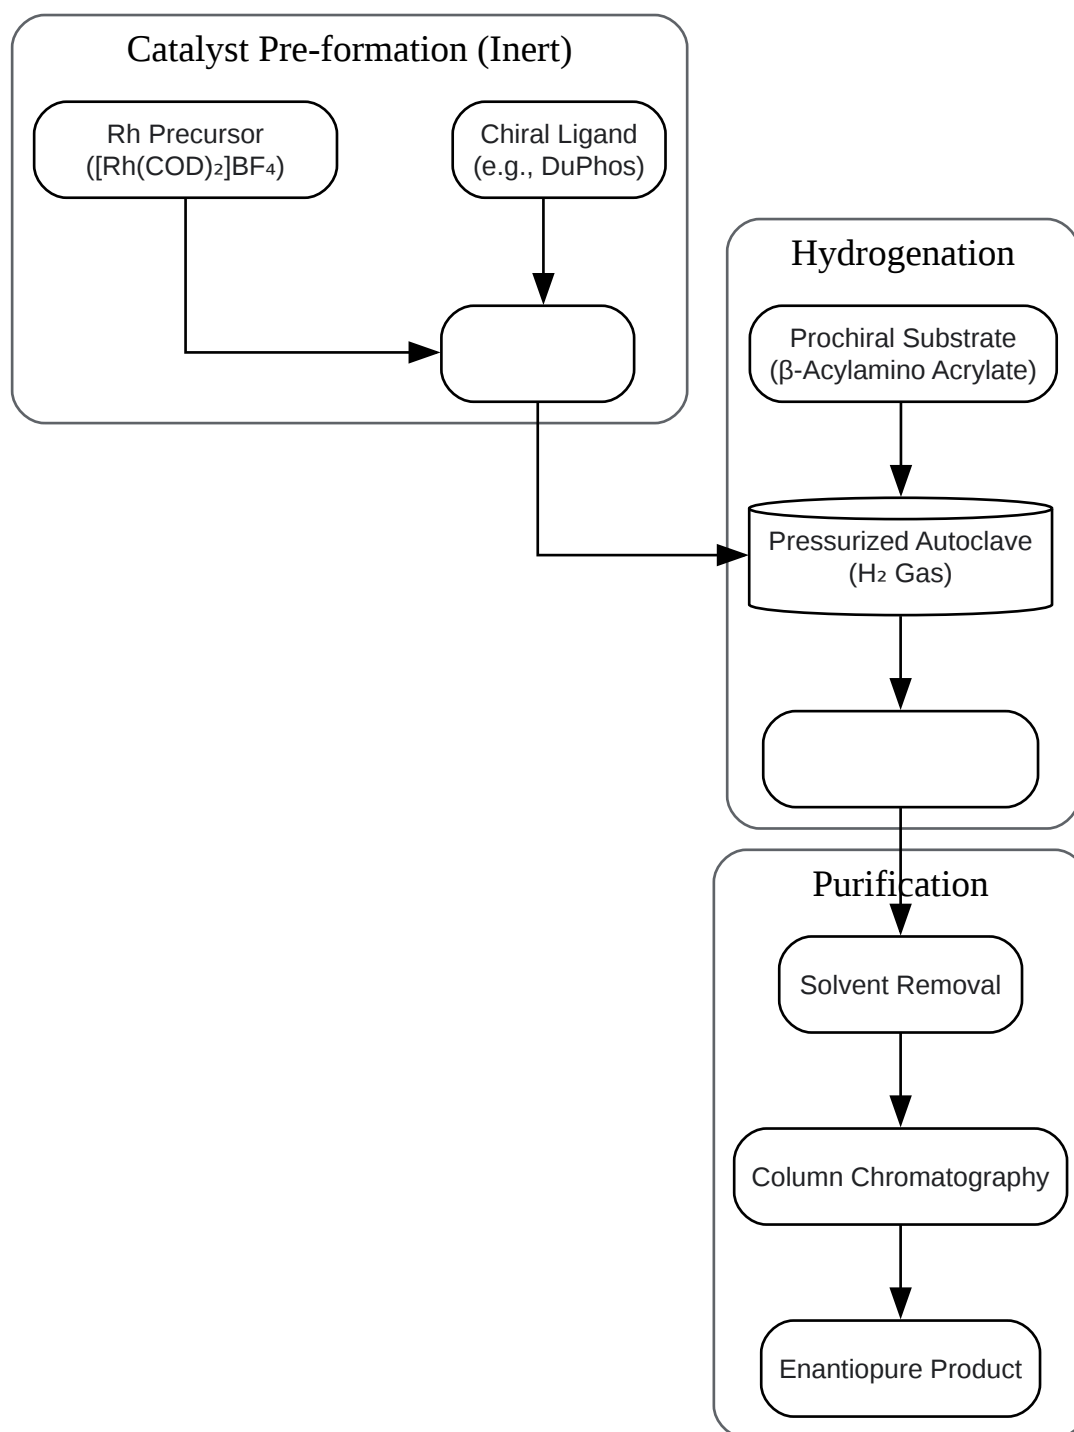 Catalyst Pre-formation (Inert)
Rh Precursor
([Rh(COD)₂]BF₄)
Chiral Ligand
(e.g., DuPhos)
Hydrogenation
Prochiral Substrate
(β-Acylamino Acrylate)
Pressurized Autoclave
(H₂ Gas)
Purification
Solvent Removal
Column Chromatography
Enantiopure Product